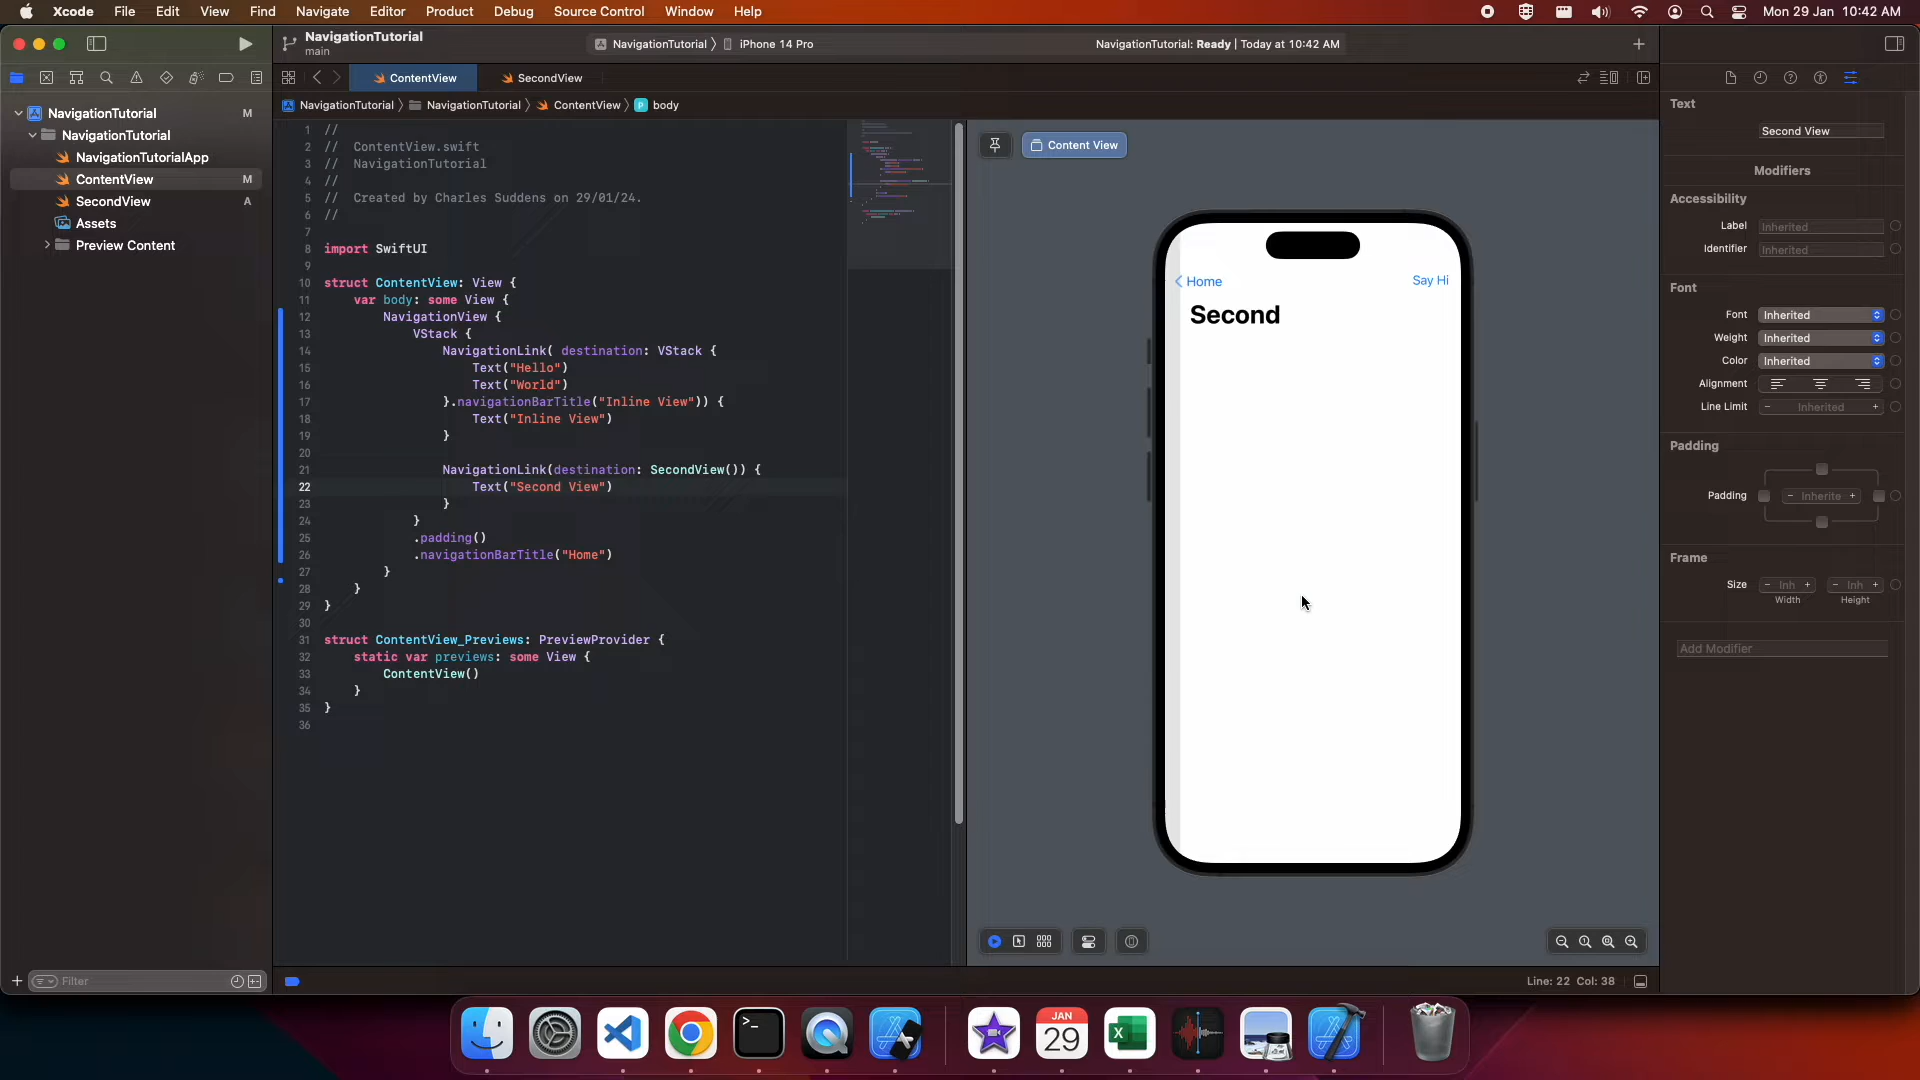 Xcode File Edit View Find Navigate Editor Product Debug Source Control Window Help
Mon 29 Jan 10:42 AM
NavigationTutorial
main
NavigationTutorial iPhone 14 Pro
NavigationTutorial: Ready | Today at 10:42 AM
ContentView SecondView
NavigationTutorial NavigationTutorial ContentView body
NavigationTutorial M
NavigationTutorial
NavigationTutorialApp
ContentView M
SecondView A
Assets
Preview Content
Filter
1 //
2 // ContentView.swift
3 // NavigationTutorial
4 //
5 // Created by Charles Suddens on 29/01/24.
6 //
7
8 import SwiftUI
9
10 struct ContentView: View {
11 var body: some View {
12 NavigationView {
13 VStack {
14 NavigationLink( destination: VStack {
15 Text("Hello")
16 Text("World")
17 }.navigationBarTitle("Inline View")) {
18 Text("Inline View")
19 }
20
21 NavigationLink(destination: SecondView()) {
22 Text("Second View")
23 }
24 }
25 .padding()
26 .navigationBarTitle("Home")
27 }
28 }
29 }
30
31 struct ContentView_Previews: PreviewProvider {
32 static var previews: some View {
33 ContentView()
34 }
35 }
36
Content View
Home Say Hi
Second
Line: 22 Col: 38
Text
Second View
Modifiers
Accessibility
Label Inherited
Identifier Inherited
Font
Font Inherited
Weight Inherited
Color Inherited
Alignment
Line Limit - Inherited +
Padding
Padding - Inherite +
Frame
Size - Inh + - Inh +
Width Height
Add Modifier
JAN
29